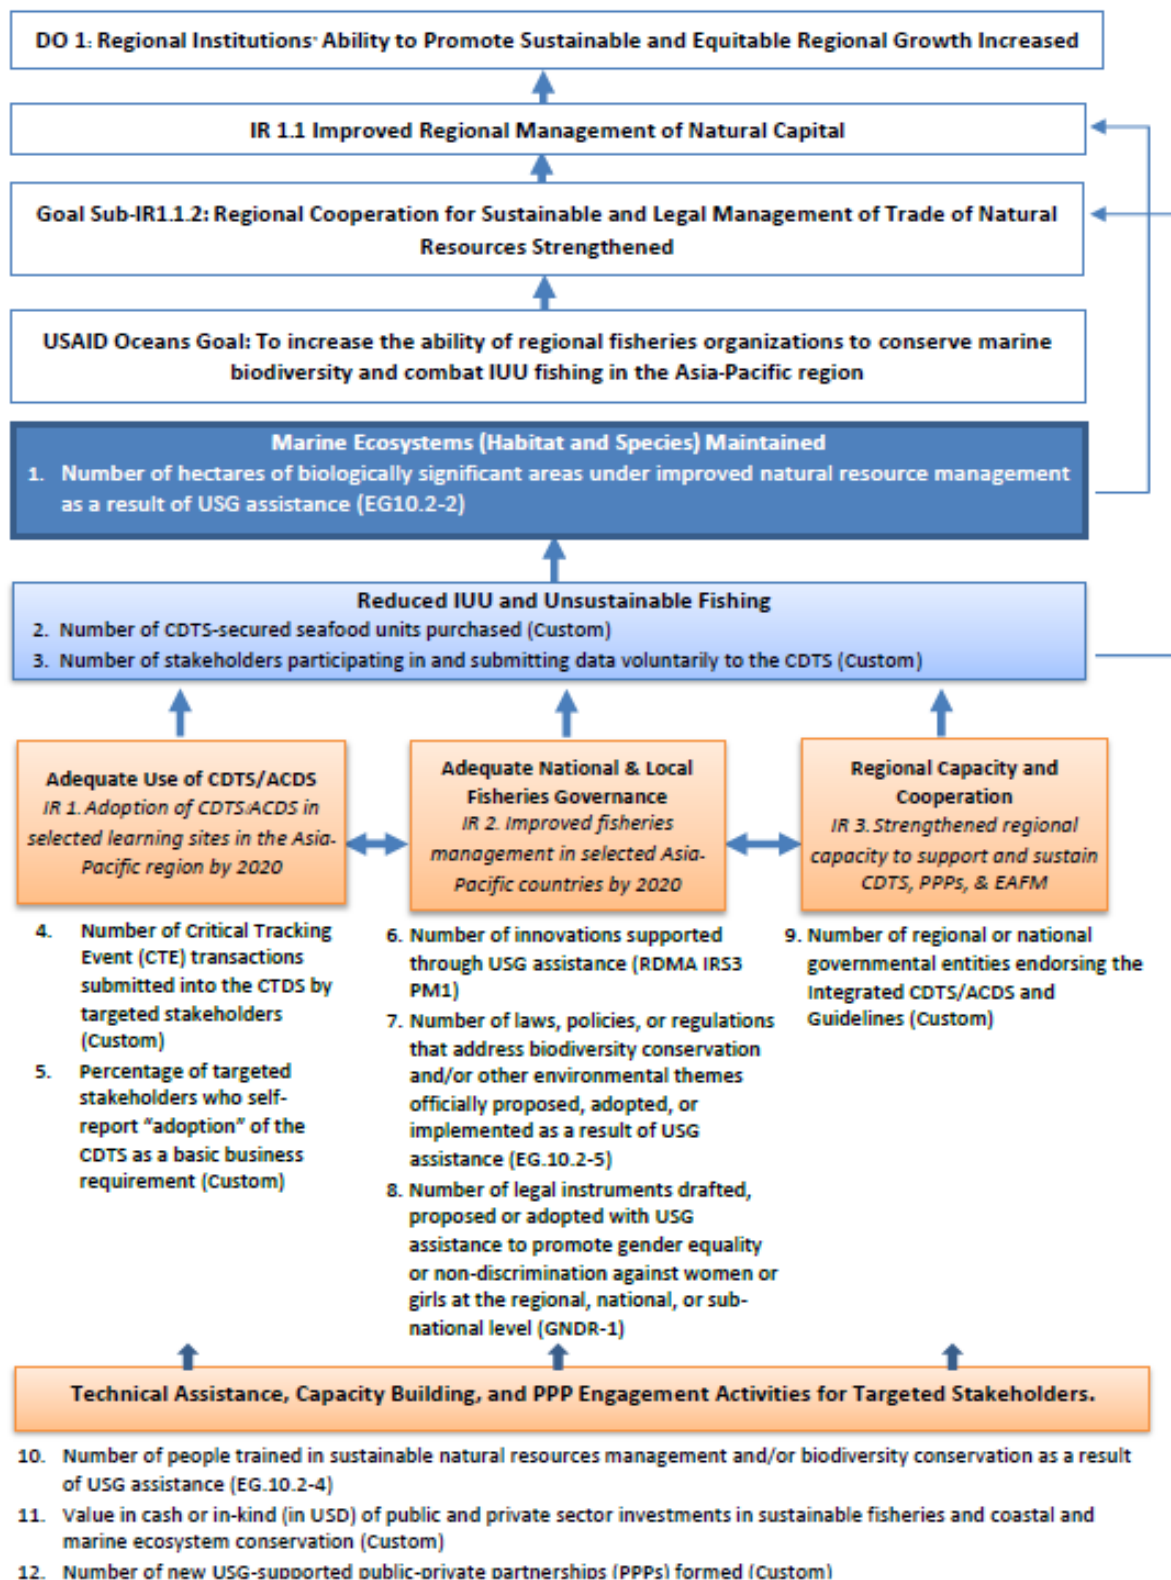 DO 1: Regional Institutions' Ability to Promote Sustainable and Equitable Regional Growth Increased
IR 1.1 Improved Regional Management of Natural Capital
Goal Sub-IR1.1.2: Regional Cooperation for Sustainable and Legal Management of Trade of Natural
Resources Strengthened
USAID Oceans Goal: To increase the ability of regional fisheries organizations to conserve marine
biodiversity and combat IUU fishing in the Asia-Pacific region
Marine Ecosystems (Habitat and Species) Maintained
1. Number of hectares of biologically significant areas under improved natural resource management
as a result of USG assistance (EG10.2-2)
Reduced IUU and Unsustainable Fishing
2. Number of CDTS-secured seafood units purchased (Custom)
3. Number of stakeholders participating in and submitting data voluntarily to the CDTS (Custom)
Adequate Use of CDTS/ACDS
IR 1. Adoption of CDTS/ACDS in
selected learning sites in the Asia-
Pacific region by 2020
Adequate National & Local
Fisheries Governance
IR 2. Improved fisheries
management in selected Asia-
Pacific countries by 2020
Regional Capacity and
Cooperation
IR 3. Strengthened regional
capacity to support and sustain
CDTS, PPPs, & EAFM
4. Number of Critical Tracking
Event (CTE) transactions
submitted into the CTDS by
targeted stakeholders
(Custom)
5. Percentage of targeted
stakeholders who self-
report “adoption” of the
CDTS as a basic business
requirement (Custom)
6. Number of innovations supported
through USG assistance (RDMA IRS3
PM1)
7. Number of laws, policies, or regulations
that address biodiversity conservation
and/or other environmental themes
officially proposed, adopted, or
implemented as a result of USG
assistance (EG.10.2-5)
8. Number of legal instruments drafted,
proposed or adopted with USG
assistance to promote gender equality
or non-discrimination against women or
girls at the regional, national, or sub-
national level (GNDR-1)
9. Number of regional or national
governmental entities endorsing the
Integrated CDTS/ACDS and
Guidelines (Custom)
Technical Assistance, Capacity Building, and PPP Engagement Activities for Targeted Stakeholders.
10. Number of people trained in sustainable natural resources management and/or biodiversity conservation as a result
of USG assistance (EG.10.2-4)
11. Value in cash or in-kind (in USD) of public and private sector investments in sustainable fisheries and coastal and
marine ecosystem conservation (Custom)
12. Number of new USG-supported public-private partnerships (PPPs) formed (Custom)